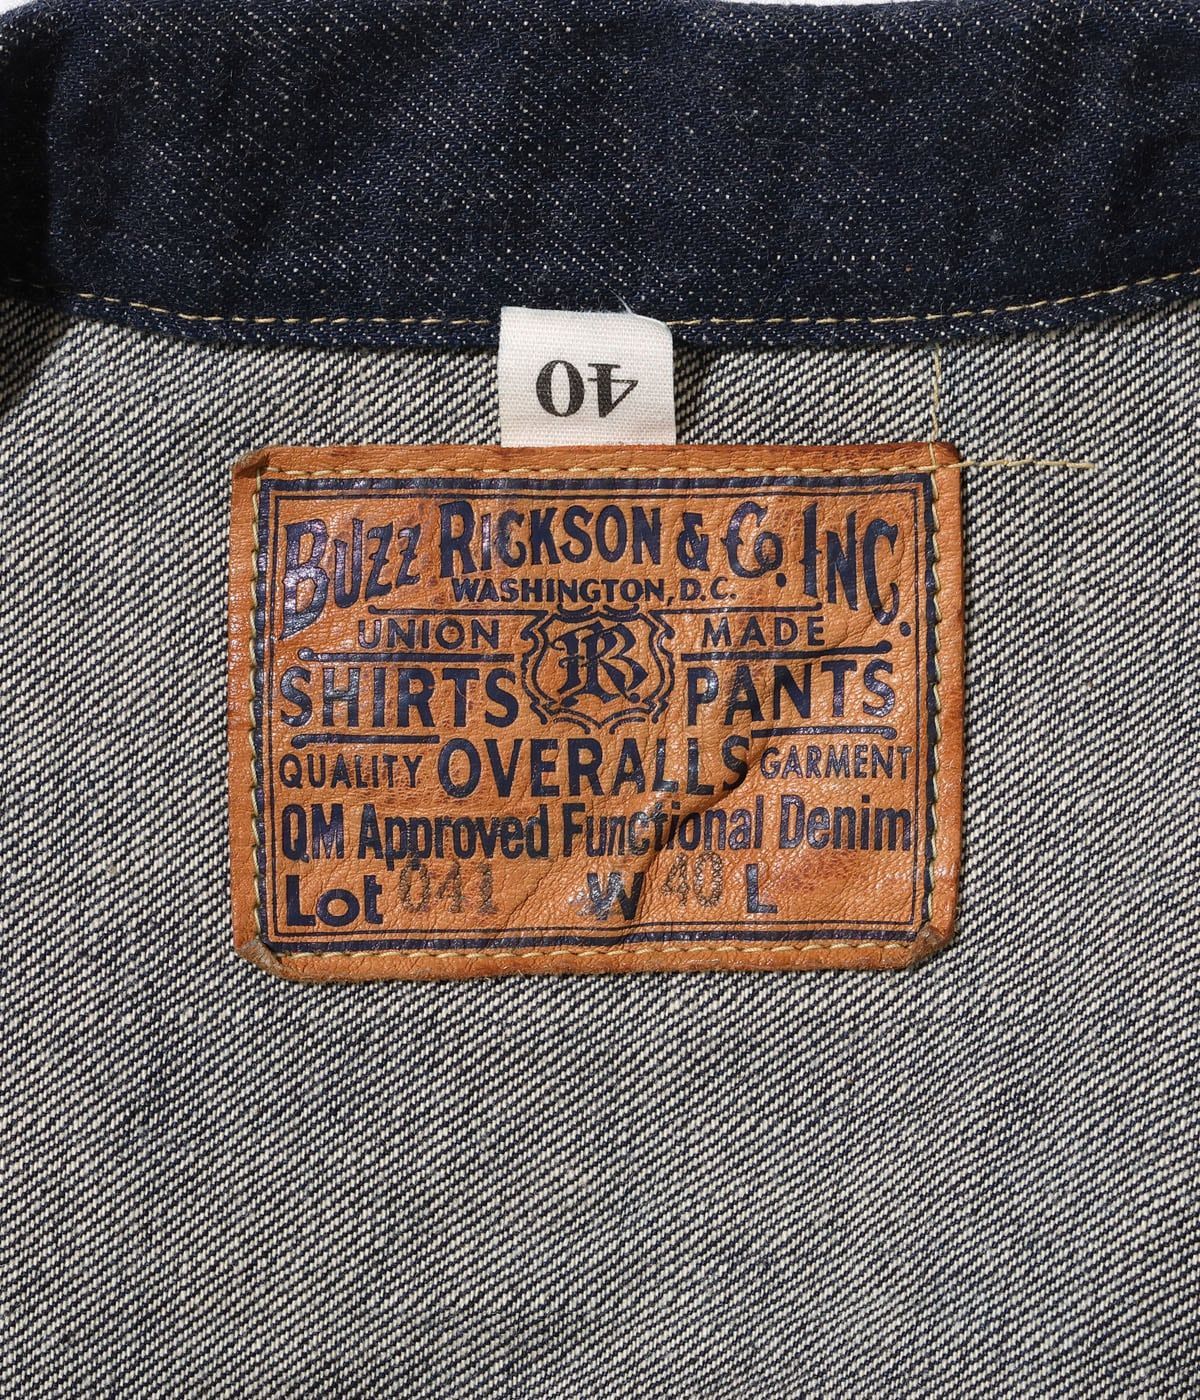 40
BUZZ RICKSON & CO. INC.
WASHINGTON, D.C.
UNION BR MADE
SHIRTS PANTS
QUALITY OVERALLS GARMENT
QM Approved Functional Denim
Lot 041 W 40 L